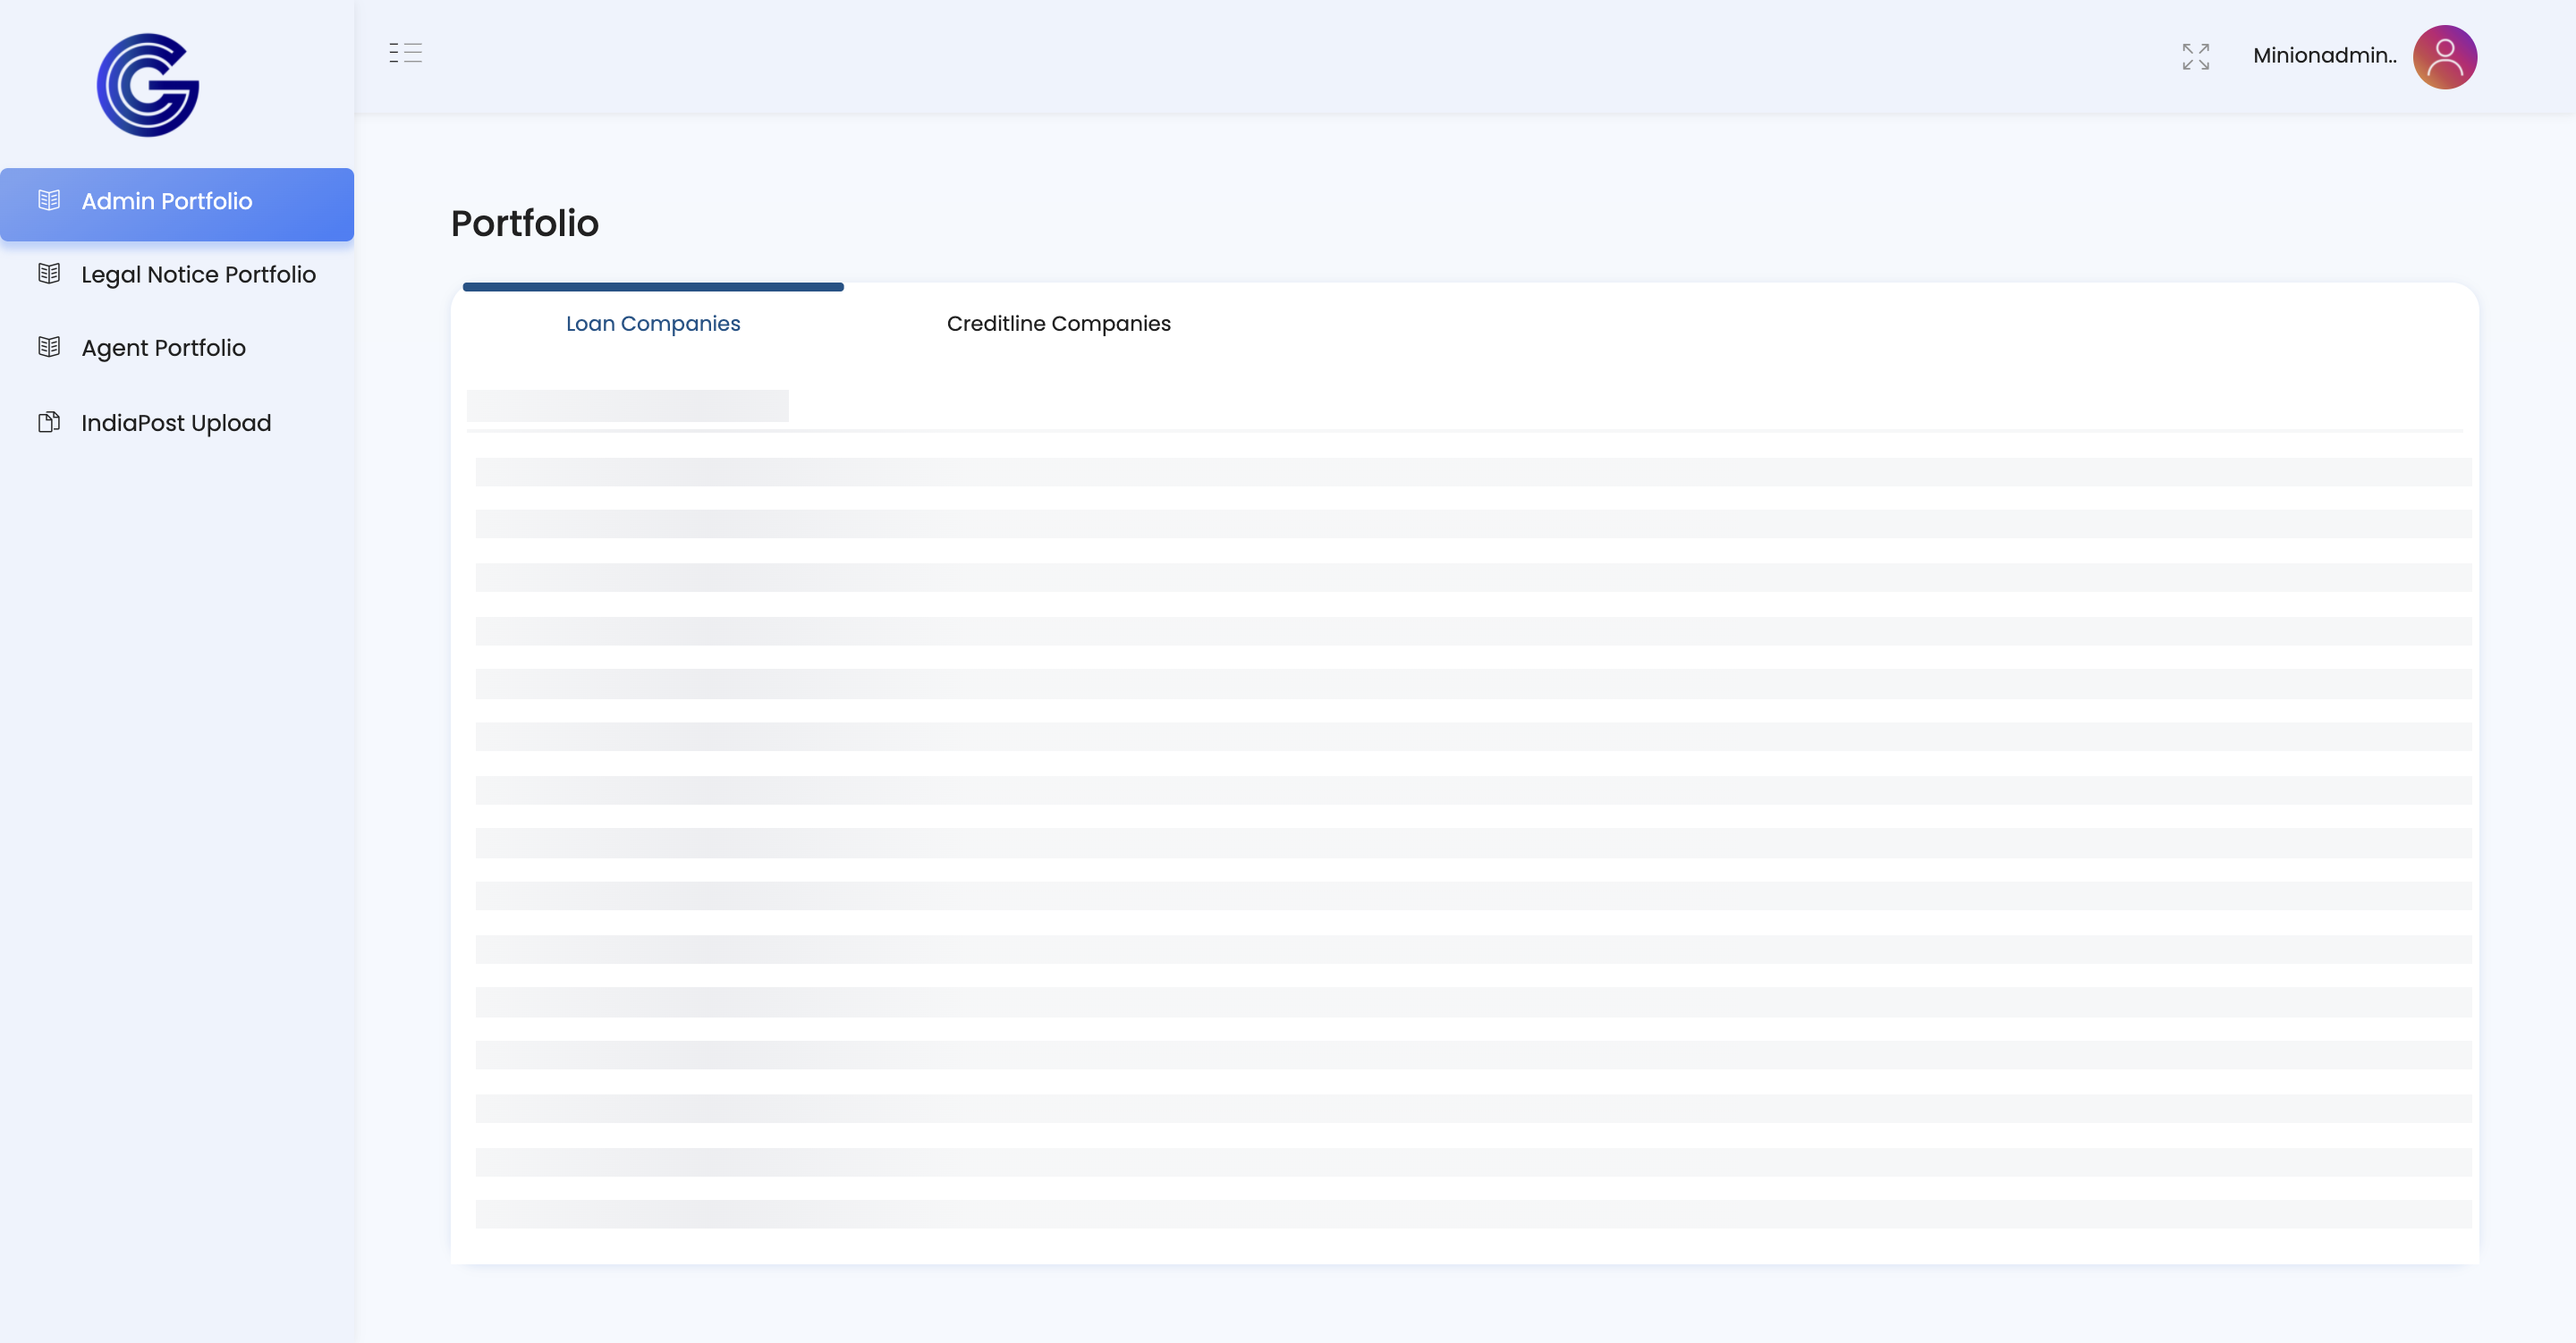 Minionadmin..
Admin Portfolio
Legal Notice Portfolio
Agent Portfolio
IndiaPost Upload
Portfolio
Loan Companies
Creditline Companies